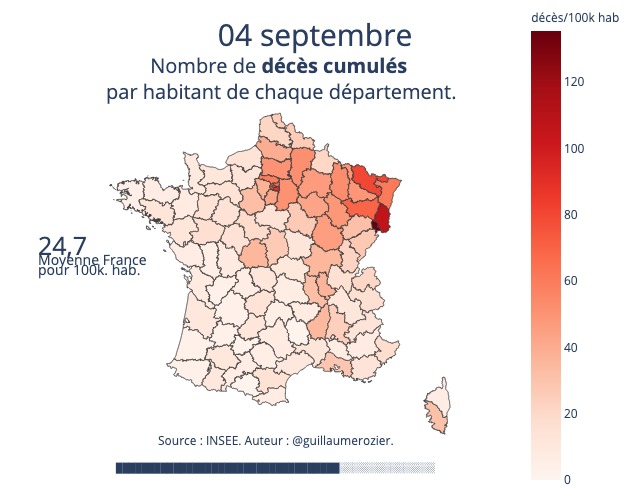 04 septembre
Nombre de décès cumulés
par habitant de chaque département.
décès/100k hab
120
100
80
60
40
20
0
24,7
Moyenne France
pour 100k. hab.
Source : INSEE. Auteur : @guillaumerozier.